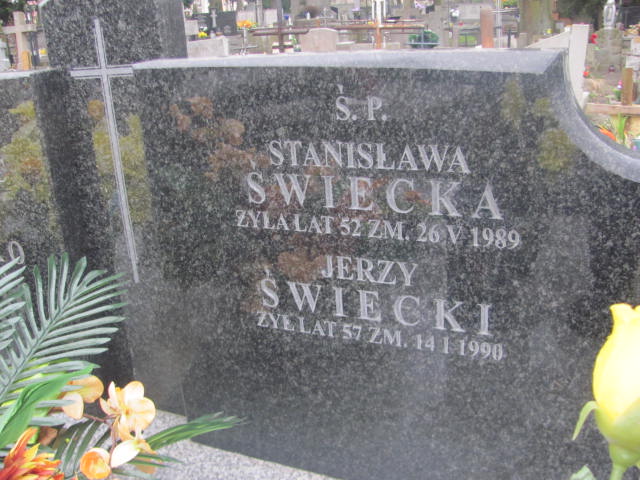 Ś. P.
STANISŁAWA
ŚWIECKA
ŻYŁA LAT 52 ZM. 26 V 1989
JERZY
ŚWIECKI
ŻYŁ LAT 57 ZM. 14 I 1990